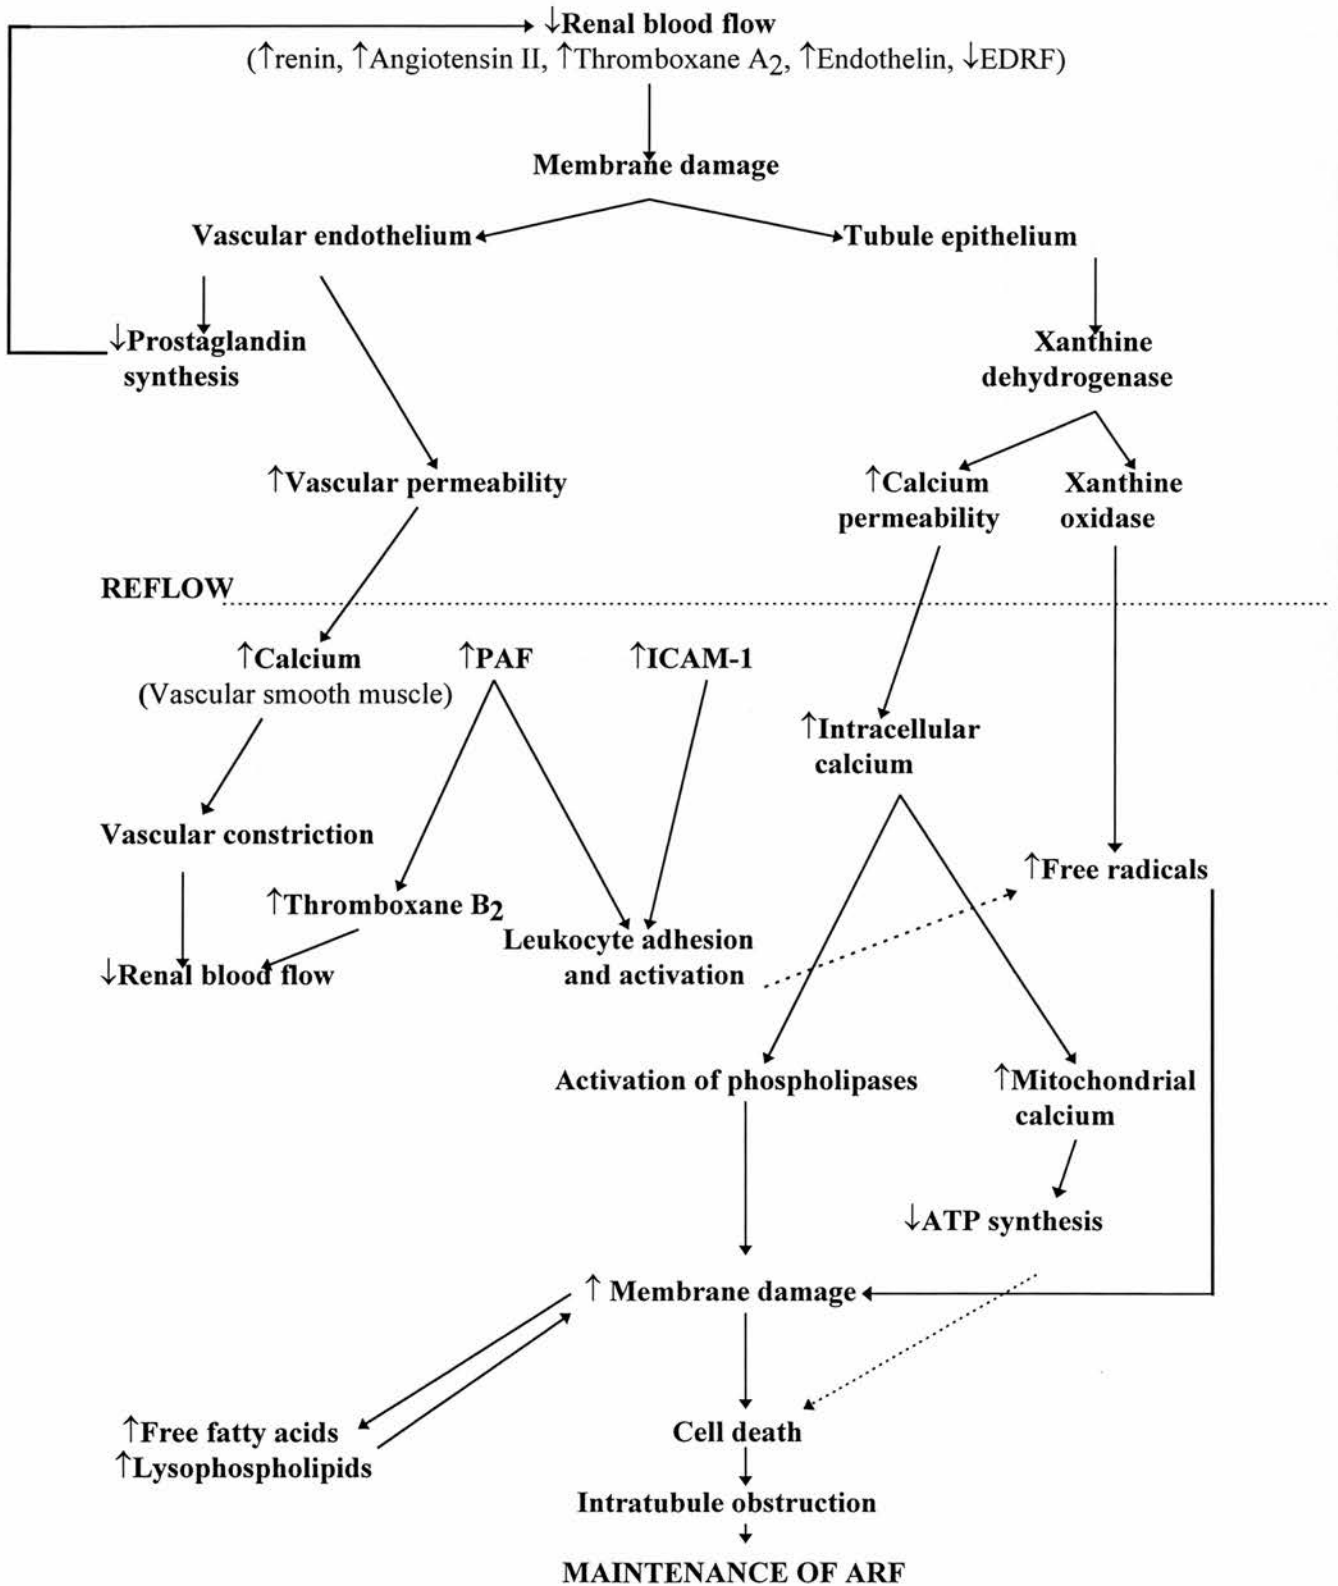 ↓Renal blood flow
(↑renin, ↑Angiotensin II, ↑Thromboxane A2, ↑Endothelin, ↓EDRF)
Membrane damage
Vascular endothelium
Tubule epithelium
↓Prostaglandin
synthesis
Xanthine
dehydrogenase
↑Vascular permeability
↑Calcium
permeability
Xanthine
oxidase
REFLOW
↑Calcium
(Vascular smooth muscle)
↑PAF
↑ICAM-1
↑Intracellular
calcium
Vascular constriction
↑Free radicals
↑Thromboxane B2
Leukocyte adhesion
and activation
↓Renal blood flow
Activation of phospholipases
↑Mitochondrial
calcium
↓ATP synthesis
↑ Membrane damage
↑Free fatty acids
↑Lysophospholipids
Cell death
Intratubule obstruction
MAINTENANCE OF ARF